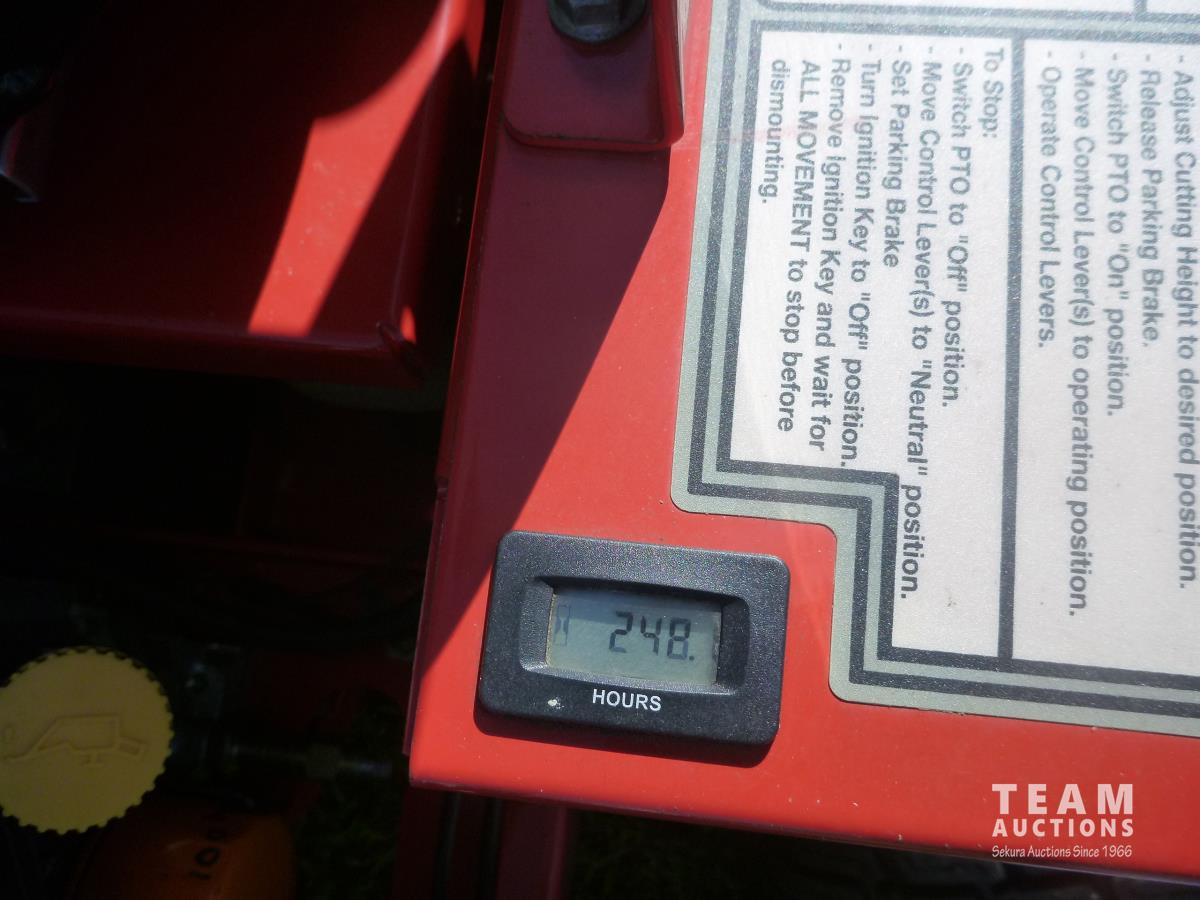 - Adjust Cutting Height to desired position.
- Release Parking Brake.
- Switch PTO to "On" position.
- Move Control Lever(s) to operating position.
- Operate Control Levers.
To Stop:
- Switch PTO to "Off" position.
- Move Control Lever(s) to "Neutral" position.
- Set Parking Brake
- Turn Ignition Key to "Off" position.
- Remove Ignition Key and wait for
ALL MOVEMENT to stop before
dismounting.
248.
HOURS
TEAM
AUCTIONS
Sekura Auctions Since 1966